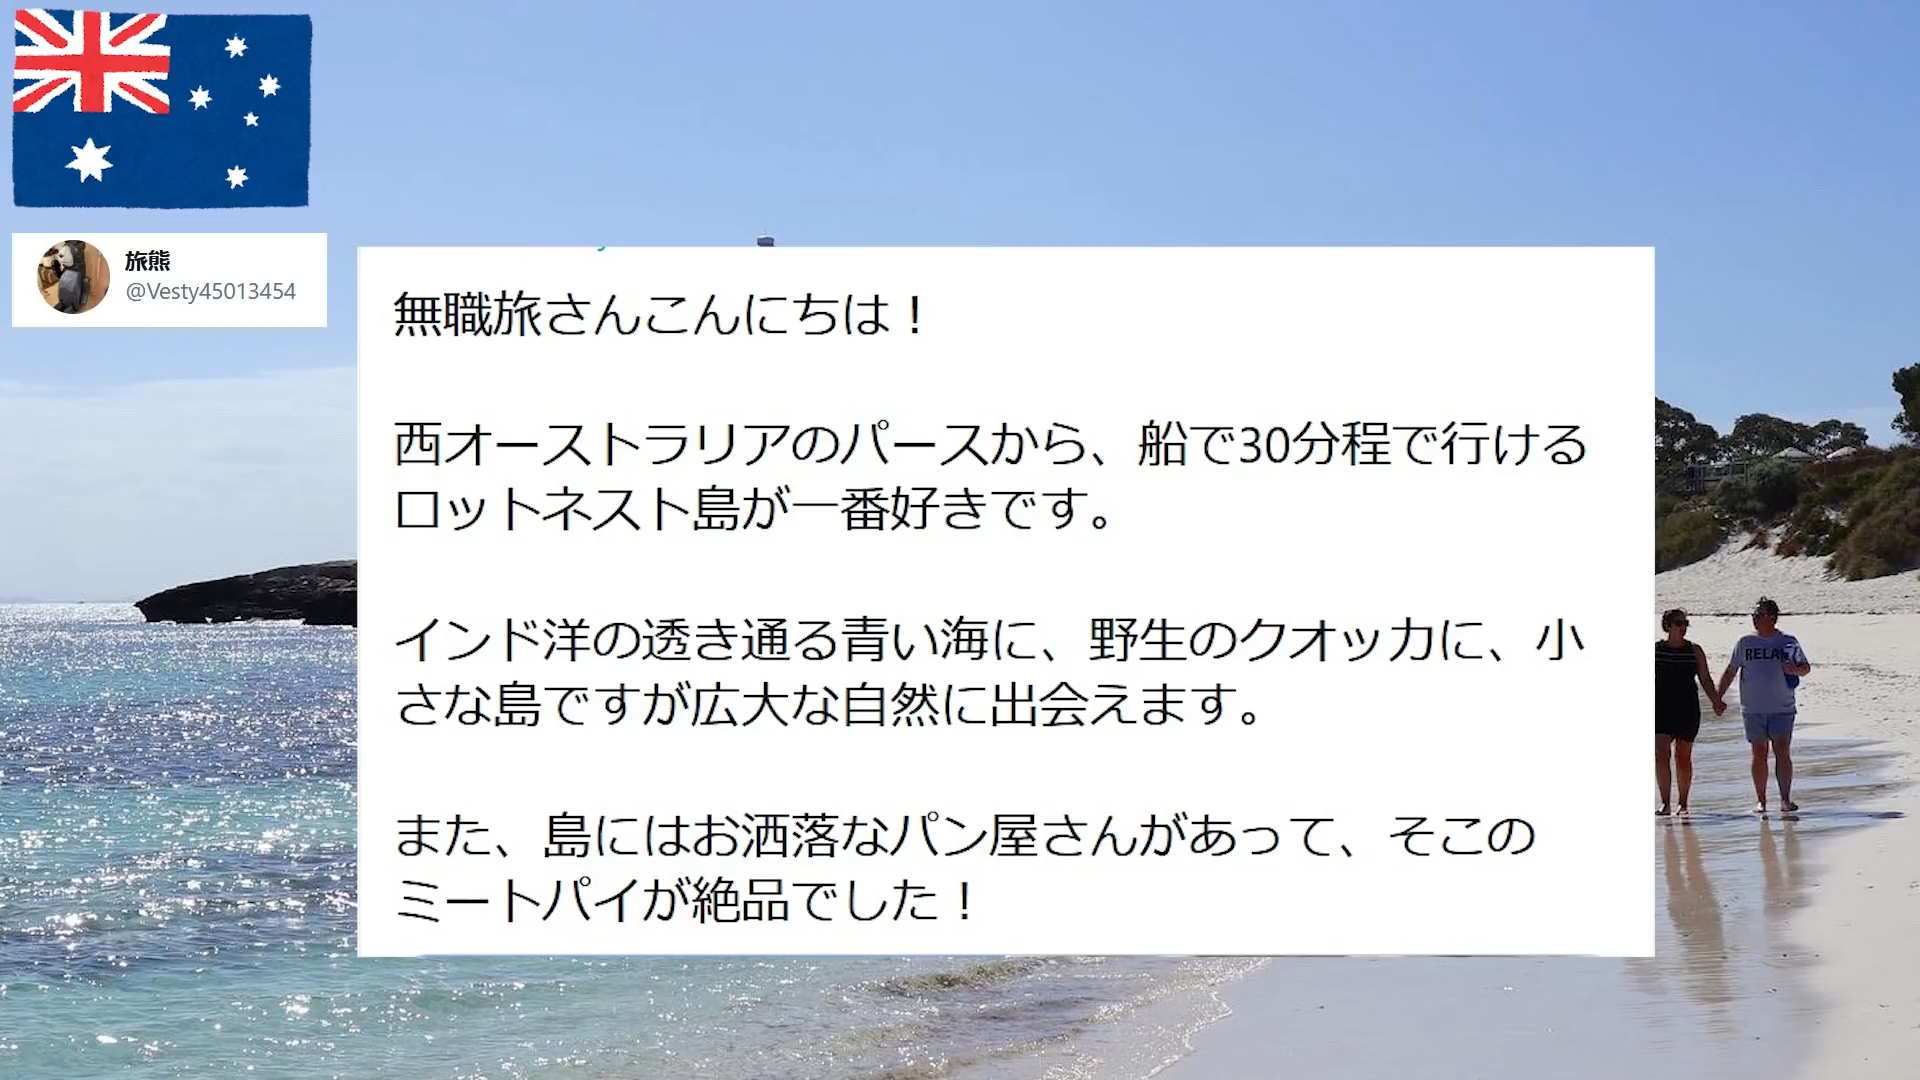 旅熊
@Vesty45013454
無職旅さんこんにちは！
西オーストラリアのパースから、船で30分程で行ける
ロットネスト島が一番好きです。
インド洋の透き通る青い海に、野生のクオッカに、小
さな島ですが広大な自然に出会えます。
また、島にはお洒落なパン屋さんがあって、そこの
ミートパイが絶品でした！
RELAX